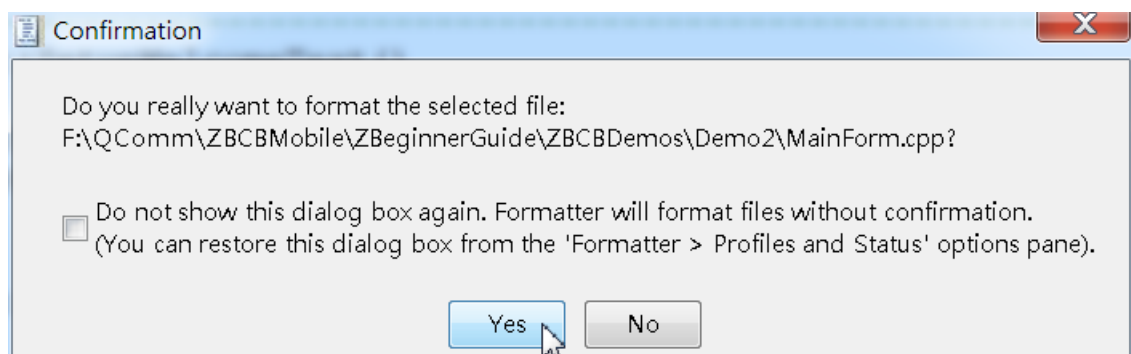 Confirmation
X
Do you really want to format the selected file:
F:\QComm\ZBCBMobile\ZBeginnerGuide\ZBCBDemos\Demo2\MainForm.cpp?
Do not show this dialog box again. Formatter will format files without confirmation.
(You can restore this dialog box from the 'Formatter > Profiles and Status' options pane).
Yes No